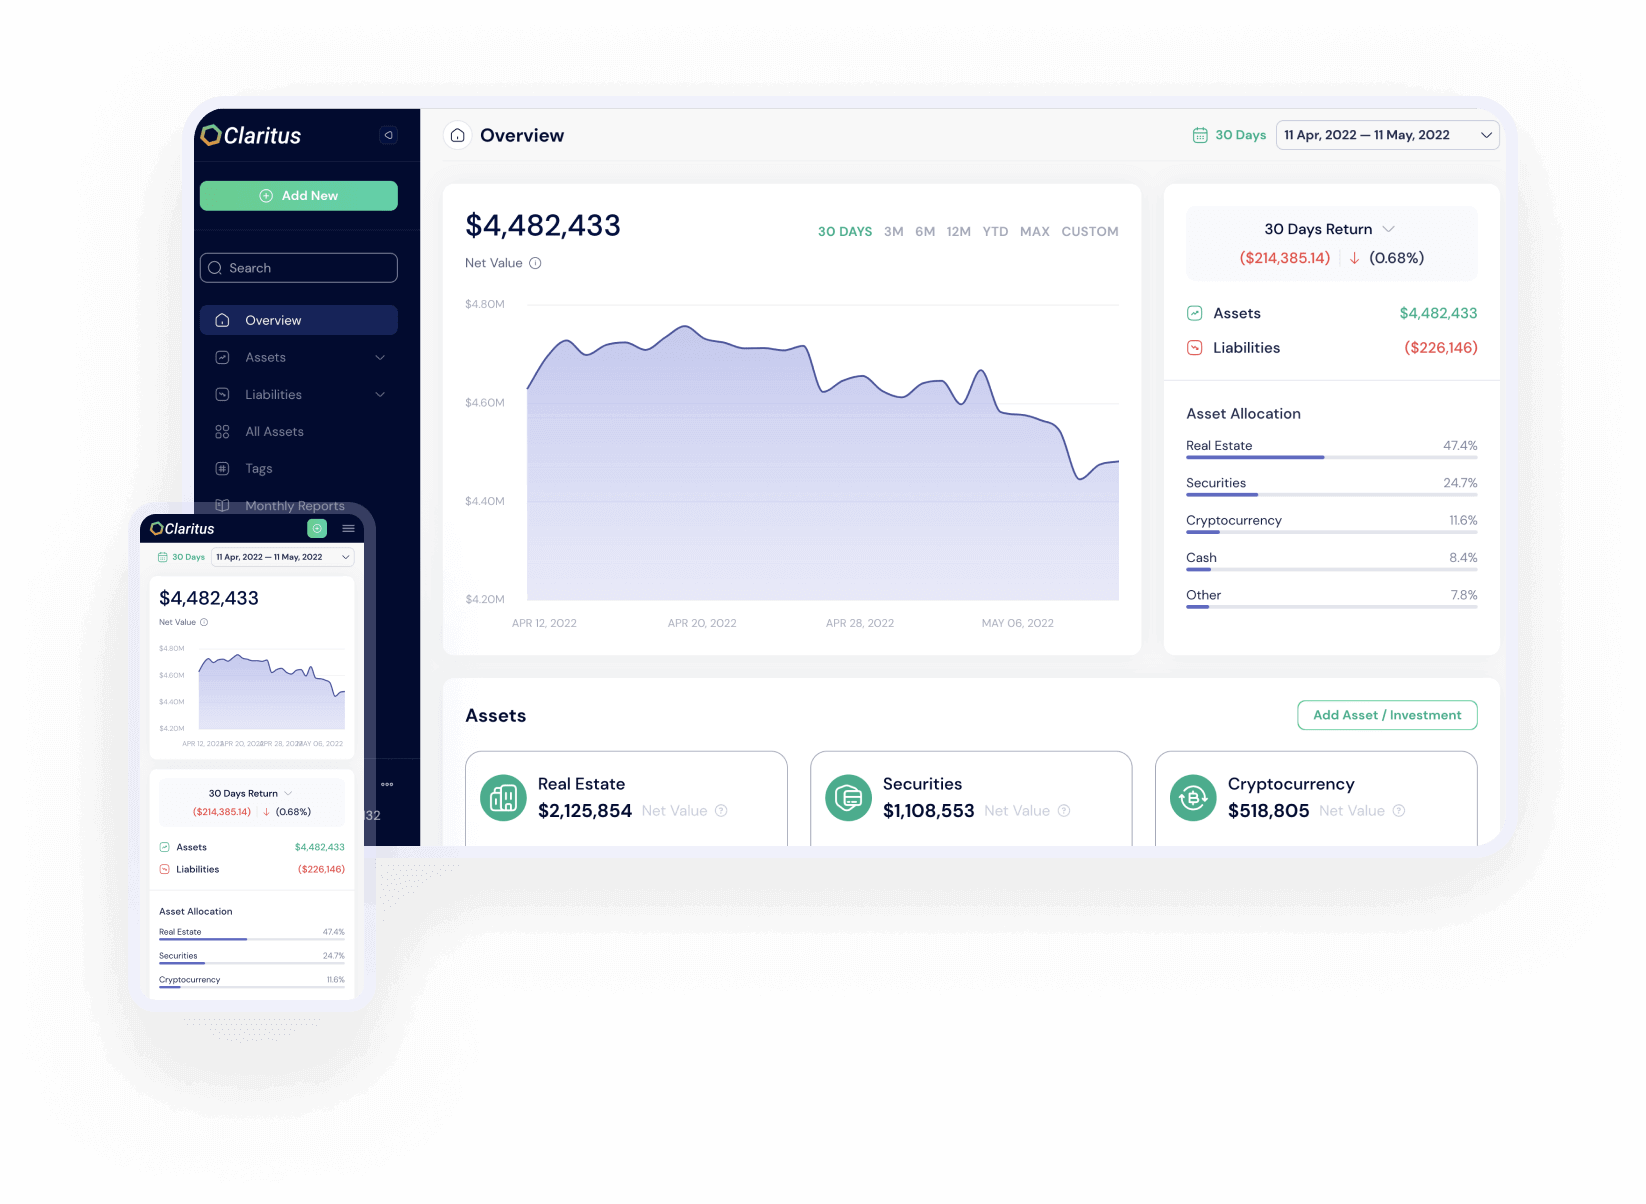 Claritus
Add New
Search
Overview
Assets
Liabilities
All Assets
Tags
Monthly Reports
132
Overview
30 Days
11 Apr, 2022 — 11 May, 2022
$4,482,433
30 DAYS 3M 6M 12M YTD MAX CUSTOM
Net Value
$4.80M
$4.60M
$4.40M
$4.20M
APR 12, 2022 APR 20, 2022 APR 28, 2022 MAY 06, 2022
30 Days Return
($214,385.14) ↓ (0.68%)
Assets $4,482,433
Liabilities ($226,146)
Asset Allocation
Real Estate 47.4%
Securities 24.7%
Cryptocurrency 11.6%
Cash 8.4%
Other 7.8%
Assets
Add Asset / Investment
Real Estate
$2,125,854 Net Value
Securities
$1,108,553 Net Value
Cryptocurrency
$518,805 Net Value
Claritus
30 Days 11 Apr, 2022 — 11 May, 2022
$4,482,433
Net Value
$4.80M
$4.60M
$4.40M
$4.20M
APR 12, 2022 APR 20, 2022 APR 28, 2022 MAY 06, 2022
30 Days Return
($214,385.14) ↓ (0.68%)
Assets $4,482,433
Liabilities ($226,146)
Asset Allocation
Real Estate 47.4%
Securities 24.7%
Cryptocurrency 11.6%